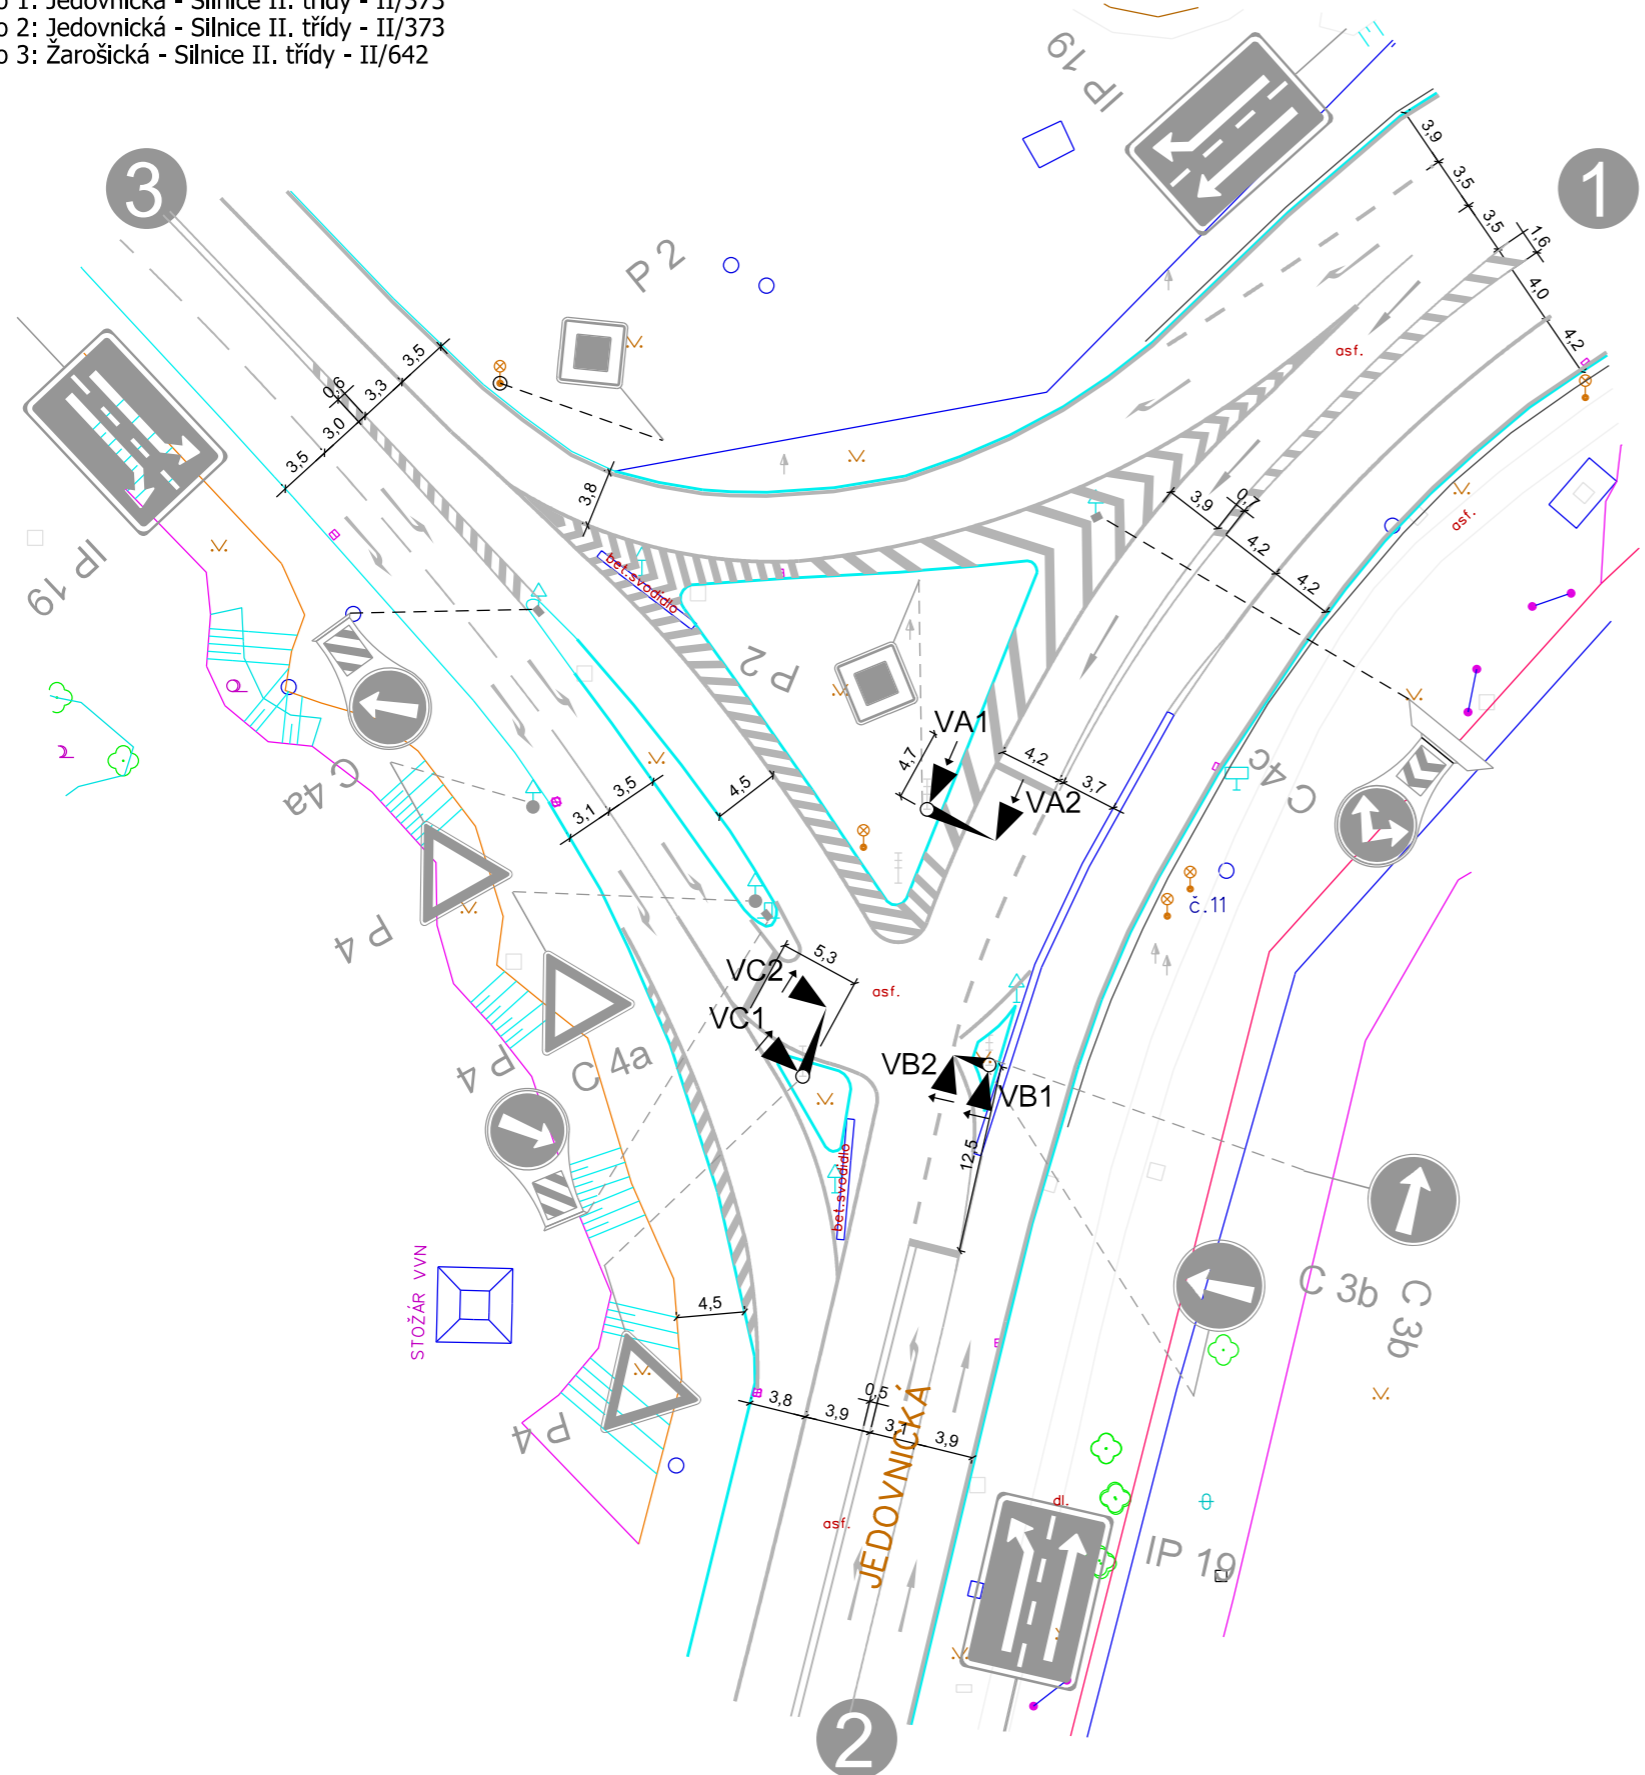 o 1: Jedovnická - Silnice II. třídy - II/373
o 2: Jedovnická - Silnice II. třídy - II/373
o 3: Žarošická - Silnice II. třídy - II/642
IP 19
3
1
3,9
3,5
3,5
1,6
4,0
4,2
P 2
asf.
3,5
3,3
0,6
3,0
3,5
3,8
3,9
0,7
4,2
4,2
asf.
IP 19
bet.svodidlo
P 2
VA1
4,7
4,2
3,7
VA2
C 4c
C 4a
3,5
3,1
4,5
č.11
P 4
5,3
VC2
asf.
VC1
VB2
VB1
P 4
C 4a
12,5
bet.svodidlo
STOŽÁR VVN
4,5
C 3b
C 3b
3,8
3,9
0,5
3,1
3,9
JEDOVNICKÁ
P 4
asf.
dl.
IP 19
2